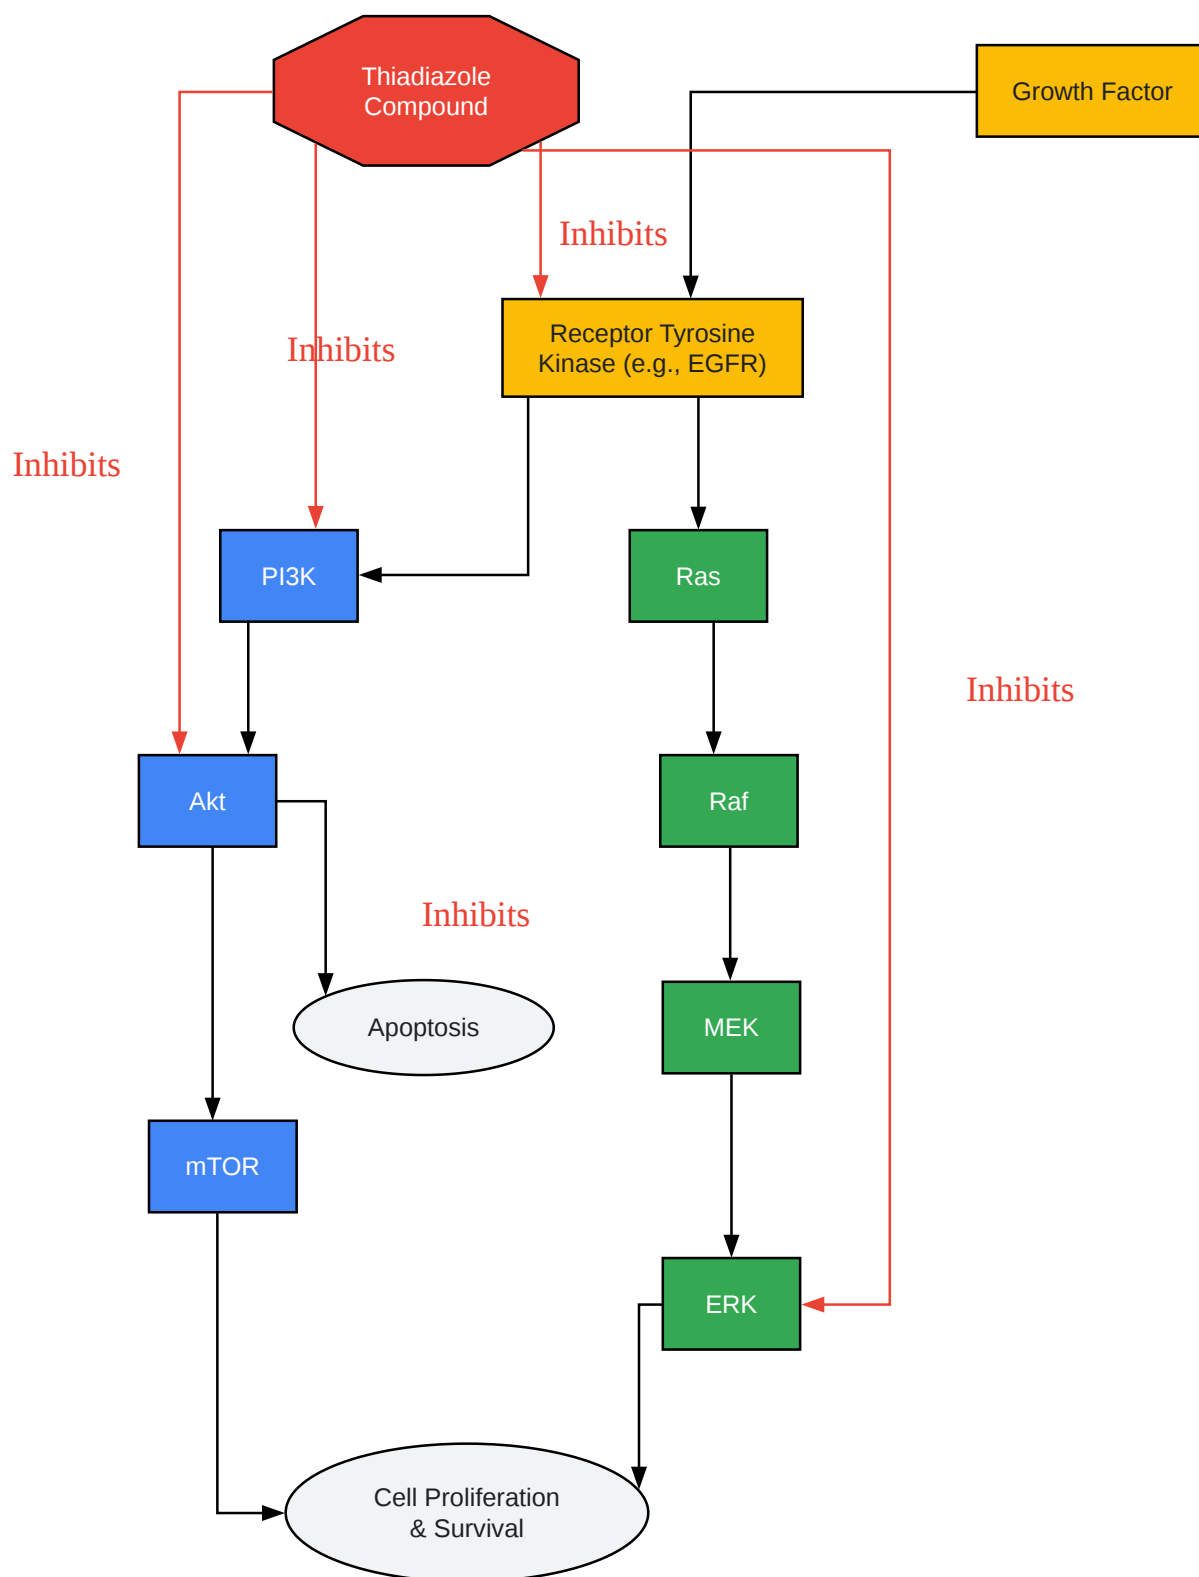 Thiadiazole
Compound
Growth Factor
Inhibits
Receptor Tyrosine
Kinase (e.g., EGFR)
Inhibits
Inhibits
PI3K
Ras
Inhibits
Akt
Raf
Inhibits
Apoptosis
MEK
mTOR
ERK
Cell Proliferation
& Survival